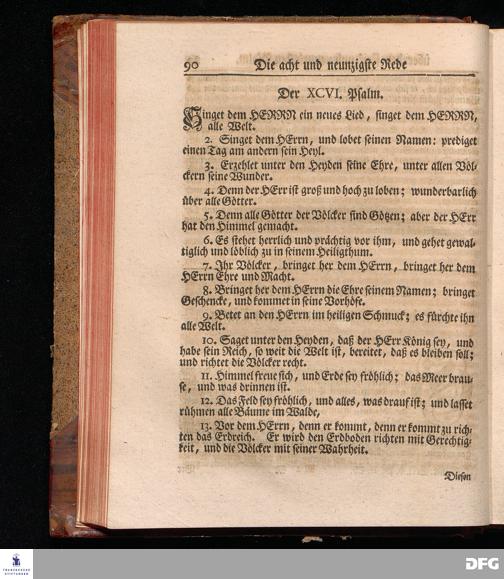 90 Die acht und neunzigste Rede
Der XCVI. Psalm.
Singet dem HERRN ein neues Lied, singet dem HERRN,
alle Welt.
2. Singet dem HErrn, und lobet seinen Namen: prediget
einen Tag am andern sein Heyl.
3. Erzehlet unter den Heyden seine Ehre, unter allen Völ-
ckern seine Wunder.
4. Denn der HErr ist groß und hoch zu loben; wunderbarlich
über alle Götter.
5. Denn alle Götter der Völcker sind Götzen; aber der HErr
hat den Himmel gemacht.
6. Es stehet herrlich und prächtig vor ihm, und gehet gewal-
tiglich und löblich zu in seinem Heiligthum.
7. Ihr Völcker, bringet her dem HErrn, bringet her dem
HErrn Ehre und Macht.
8. Bringet her dem HErrn die Ehre seinem Namen; bringet
Geschencke, und kommet in seine Vorhöfe.
9. Betet an den HErrn im heiligen Schmuck; es fürchte ihn
alle Welt.
10. Saget unter den Heyden, daß der HErr König sey, und
habe sein Reich, so weit die Welt ist, bereitet, daß es bleiben soll;
und richtet die Völcker recht.
11. Himmel freue sich, und Erde sey fröhlich; das Meer brau-
se, und was drinnen ist.
12. Das Feld sey fröhlich, und alles, was drauf ist; und lasset
rühmen alle Bäume im Walde,
13. Vor dem HErrn, denn er kommt, denn er kommt zu rich-
ten das Erdreich. Er wird den Erdboden richten mit Gerechtig-
keit, und die Völcker mit seiner Wahrheit.
Diesen
FRANCKESCHE
STIFTUNGEN
DFG